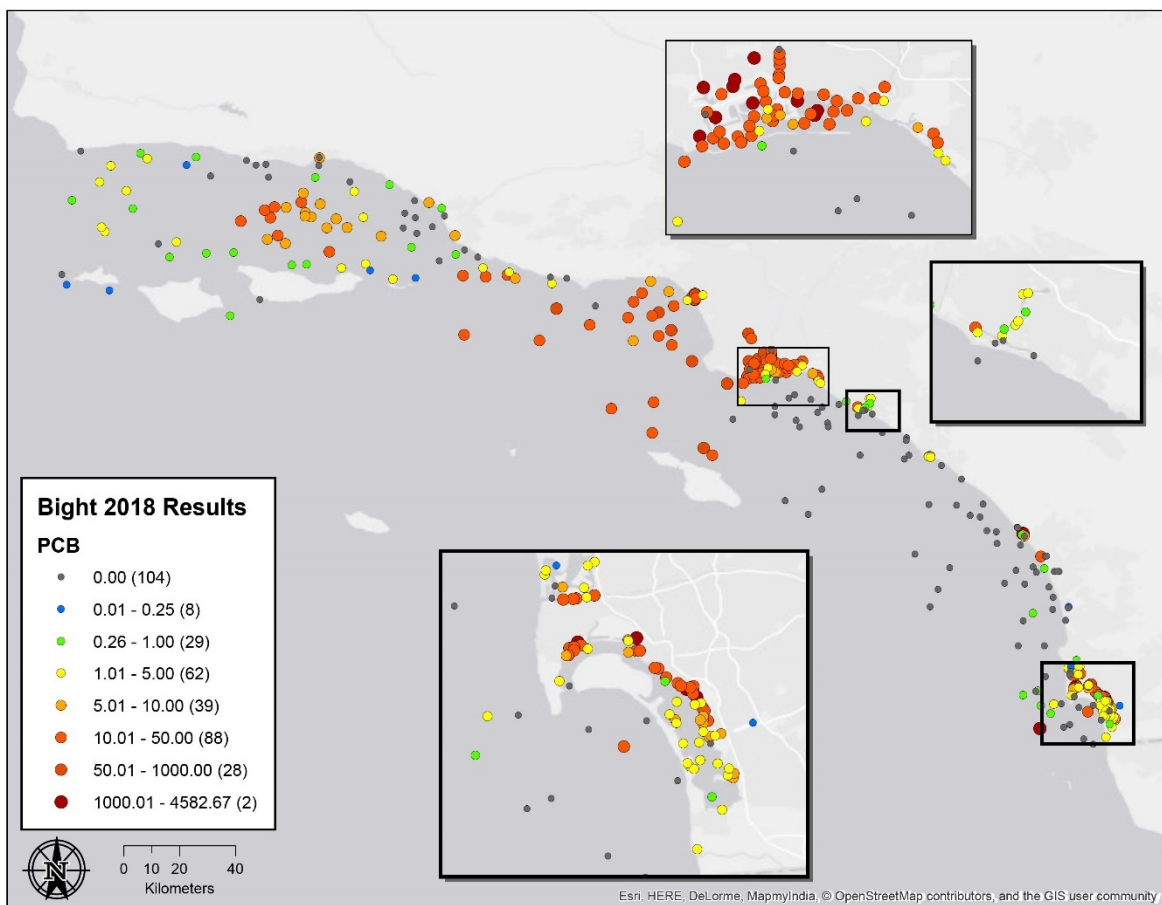 Bight 2018 Results
PCB
0.00 (104)
0.01 - 0.25 (8)
0.26 - 1.00 (29)
1.01 - 5.00 (62)
5.01 - 10.00 (39)
10.01 - 50.00 (88)
50.01 - 1000.00 (28)
1000.01 - 4582.67 (2)
N
0 10 20 40
Kilometers
Esri, HERE, DeLorme, MapmyIndia, © OpenStreetMap contributors, and the GIS user community